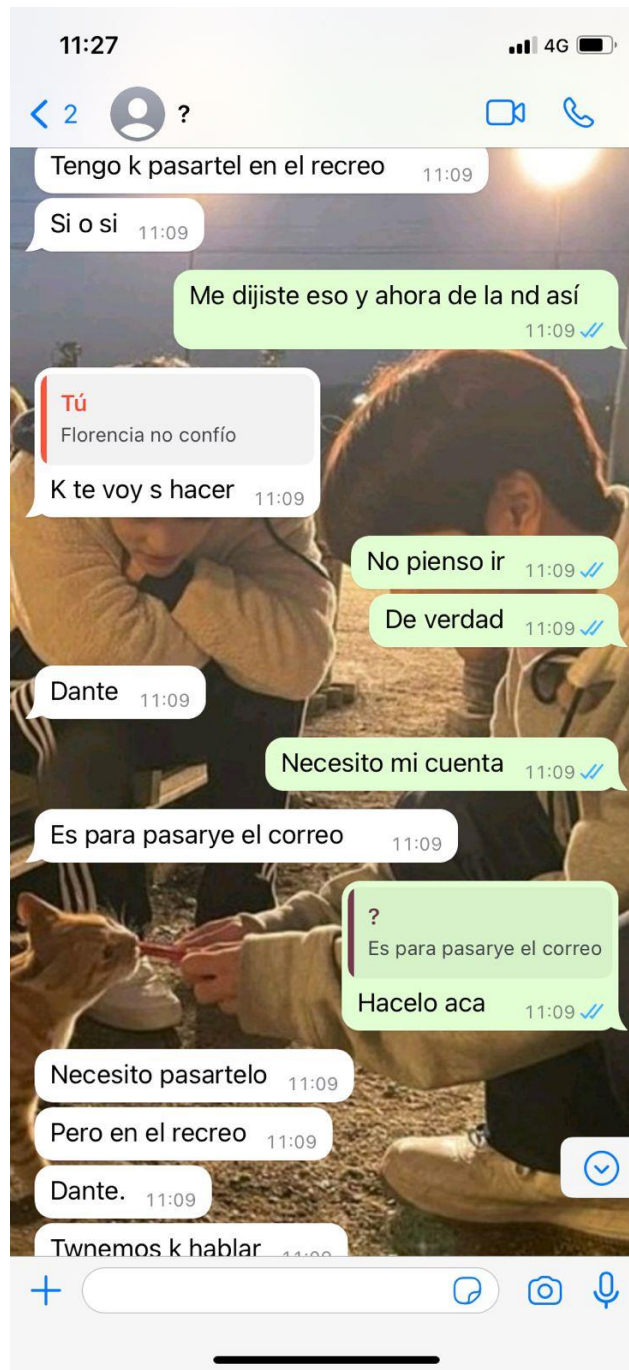 11:27
4G
2
?
Tengo k pasartel en el recreo 11:09
Si o si 11:09
Me dijiste eso y ahora de la nd así
11:09
Tú
Florencia no confío
K te voy s hacer 11:09
No pienso ir 11:09
De verdad 11:09
Dante 11:09
Necesito mi cuenta 11:09
Es para pasarye el correo 11:09
?
Es para pasarye el correo
Hacelo aca 11:09
Necesito pasartelo 11:09
Pero en el recreo 11:09
Dante. 11:09
Twnemos k hablar 11:09